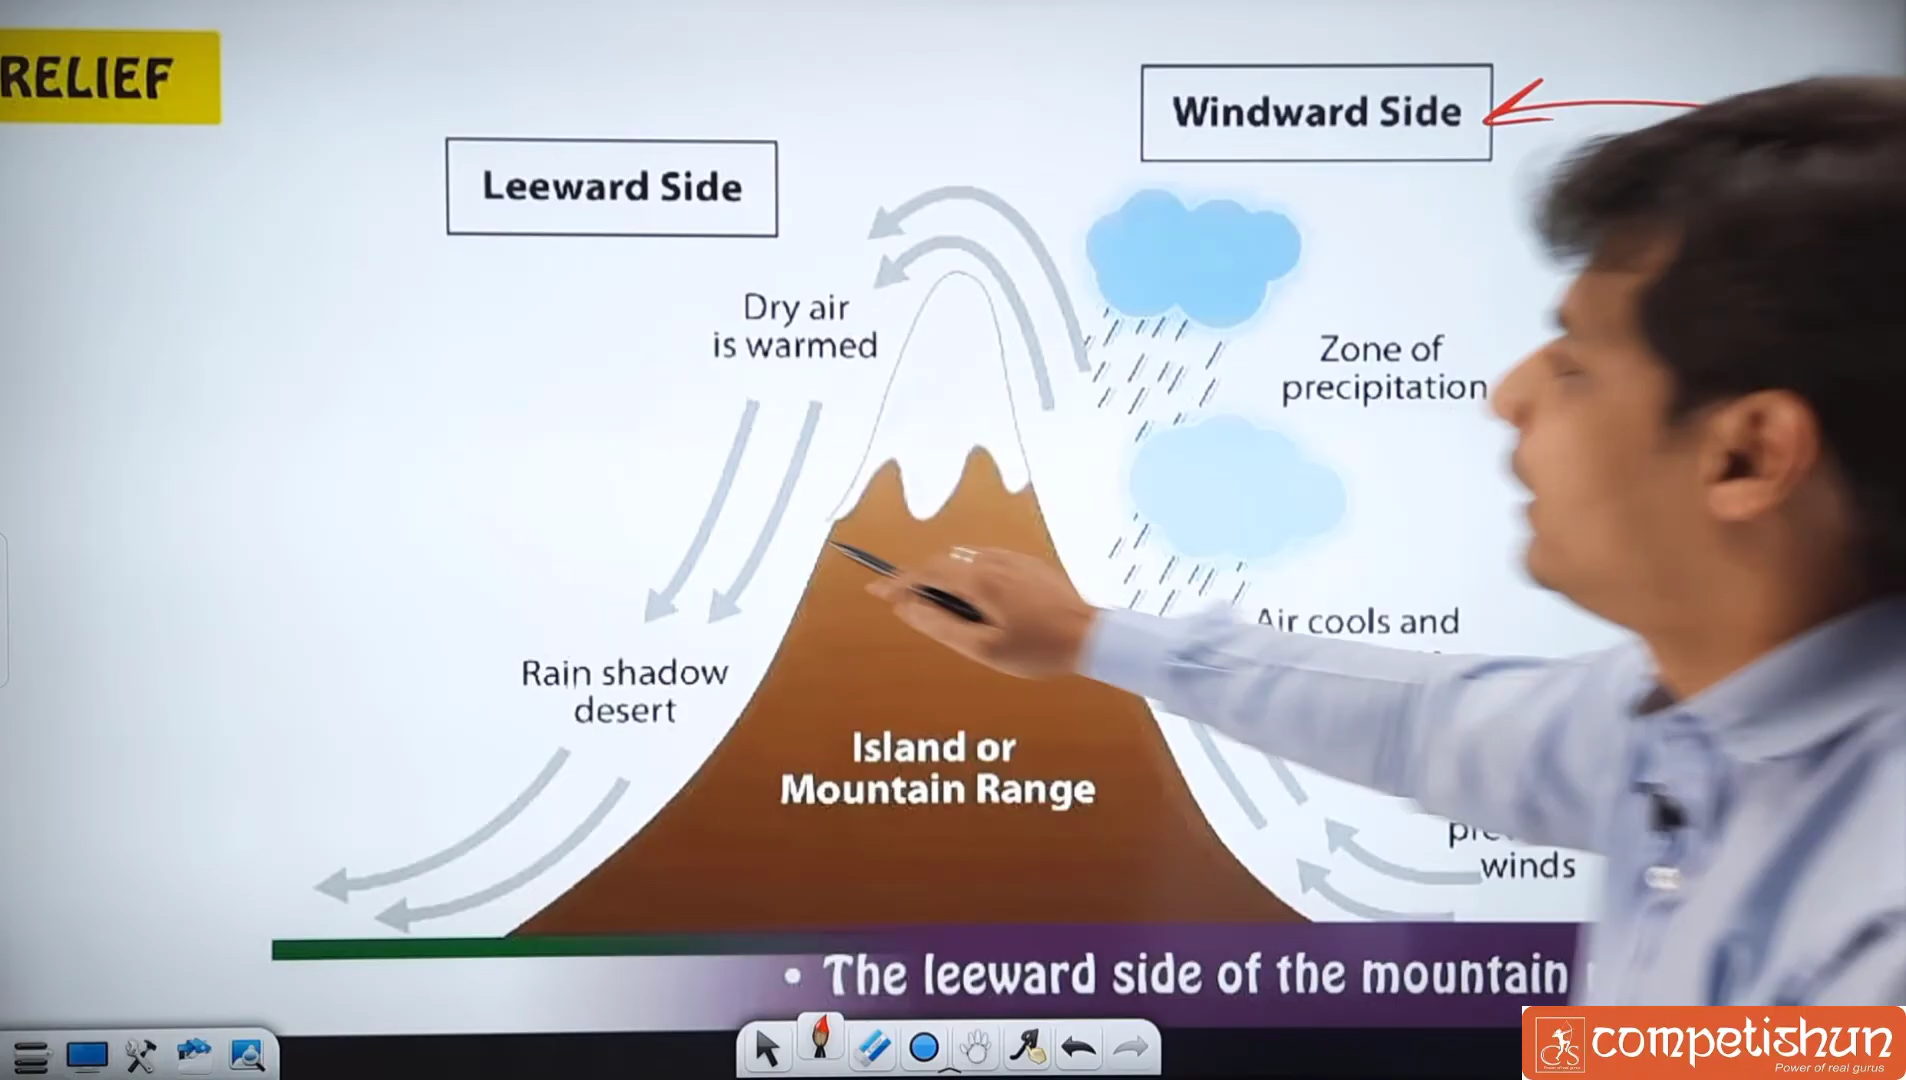 RELIEF
Windward Side
Leeward Side
Dry air
is warmed
Zone of
precipitation
Air cools and
Rain shadow
desert
Island or
Mountain Range
winds
• The leeward side of the mountain
competishun
Power of real gurus